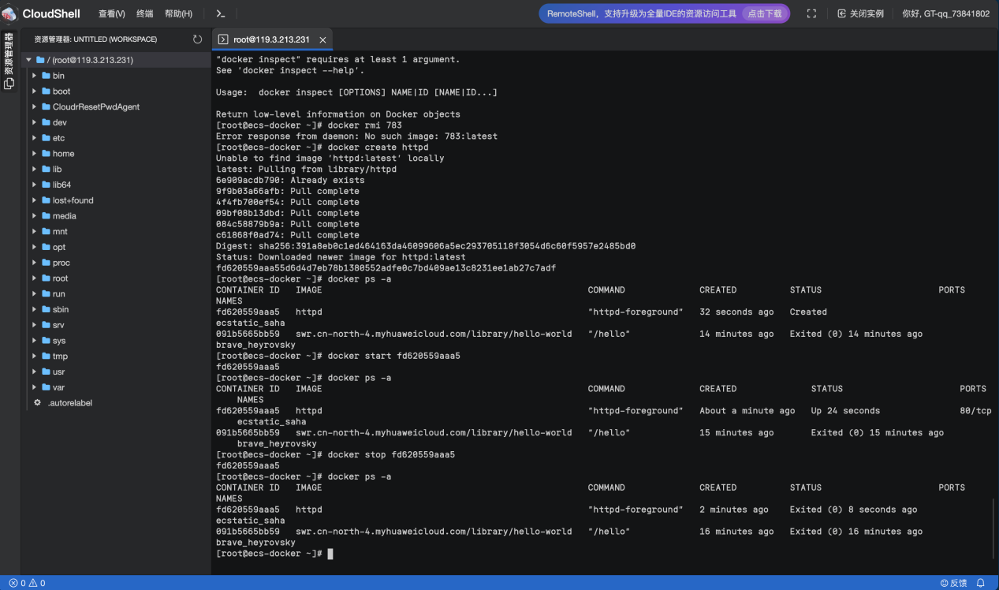 CloudShell 查看(V) 终端 帮助(H) RemoteShell，支持升级为全量IDE的资源访问工具 点击下载 关闭实例 你好, GT-qq_73841802
资源管理器
资源管理器: UNTITLED (WORKSPACE)
/ (root@119.3.213.231)
bin
boot
CloudrResetPwdAgent
dev
etc
home
lib
lib64
lost+found
media
mnt
opt
proc
root
run
sbin
srv
sys
tmp
usr
var
.autorelabel
root@119.3.213.231
"docker inspect" requires at least 1 argument.
See 'docker inspect --help'.
Usage:  docker inspect [OPTIONS] NAME|ID [NAME|ID...]
Return low-level information on Docker objects
[root@ecs-docker ~]# docker rmi 783
Error response from daemon: No such image: 783:latest
[root@ecs-docker ~]# docker create httpd
Unable to find image 'httpd:latest' locally
latest: Pulling from library/httpd
6e909acdb790: Already exists
9f9b03a66afb: Pull complete
4f4fb700ef54: Pull complete
09bf08b13dbd: Pull complete
084c58879b9a: Pull complete
c61868f0ad74: Pull complete
Digest: sha256:391a8eb0c1ed464163da46099606a5ec293705118f3054d6c60f5957e2485bd0
Status: Downloaded newer image for httpd:latest
fd620559aaa55d6d4d7eb78b1380552adfe0c7bd409ae13c8231ee1ab27c7adf
[root@ecs-docker ~]# docker ps -a
CONTAINER ID   IMAGE   COMMAND   CREATED   STATUS   PORTS
NAMES
fd620559aaa5   httpd   "httpd-foreground"   32 seconds ago   Created
ecstatic_saha
091b5665bb59   swr.cn-north-4.myhuaweicloud.com/library/hello-world   "/hello"   14 minutes ago   Exited (0) 14 minutes ago
brave_heyrovsky
[root@ecs-docker ~]# docker start fd620559aaa5
fd620559aaa5
[root@ecs-docker ~]# docker ps -a
CONTAINER ID   IMAGE   COMMAND   CREATED   STATUS   PORTS
NAMES
fd620559aaa5   httpd   "httpd-foreground"   About a minute ago   Up 24 seconds   80/tcp
ecstatic_saha
091b5665bb59   swr.cn-north-4.myhuaweicloud.com/library/hello-world   "/hello"   15 minutes ago   Exited (0) 15 minutes ago
brave_heyrovsky
[root@ecs-docker ~]# docker stop fd620559aaa5
fd620559aaa5
[root@ecs-docker ~]# docker ps -a
CONTAINER ID   IMAGE   COMMAND   CREATED   STATUS   PORTS
NAMES
fd620559aaa5   httpd   "httpd-foreground"   2 minutes ago   Exited (0) 8 seconds ago
ecstatic_saha
091b5665bb59   swr.cn-north-4.myhuaweicloud.com/library/hello-world   "/hello"   16 minutes ago   Exited (0) 16 minutes ago
brave_heyrovsky
[root@ecs-docker ~]#
0 0 反馈